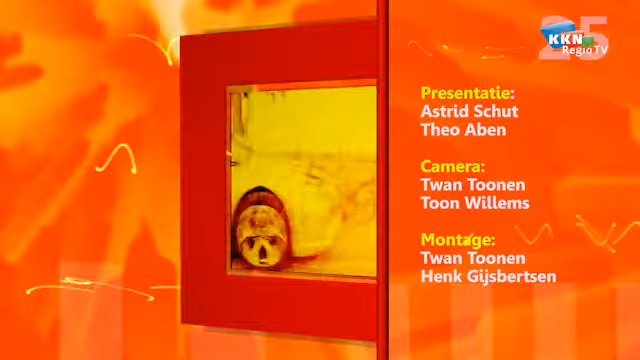 25
KKN
RegioTV
Presentatie:
Astrid Schut
Theo Aben
Camera:
Twan Toonen
Toon Willems
Montage:
Twan Toonen
Henk Gijsbertsen